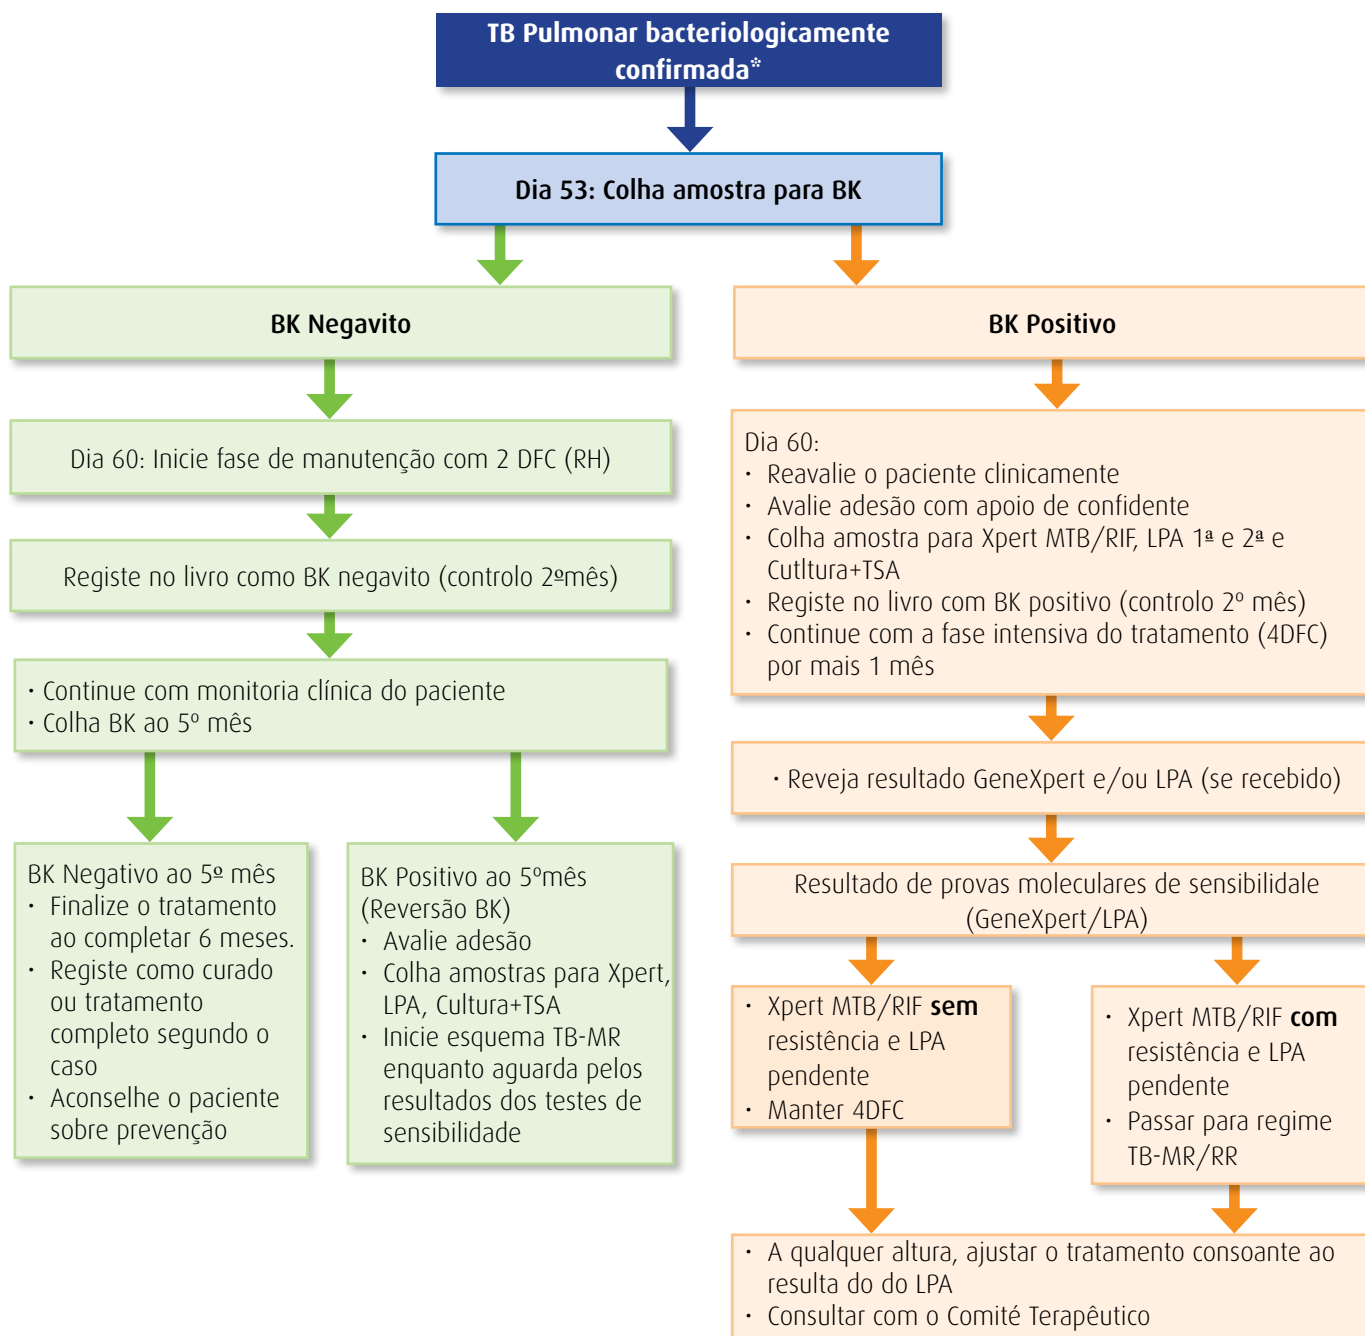 TB Pulmonar bacteriologicamente
confirmada*
Dia 53: Colha amostra para BK
BK Negavito
Dia 60: Inicie fase de manutenção com 2 DFC (RH)
Registe no livro como BK negavito (controlo 2ºmês)
· Continue com monitoria clínica do paciente
· Colha BK ao 5º mês
BK Negativo ao 5º mês
· Finalize o tratamento
ao completar 6 meses.
· Registe como curado
ou tratamento
completo segundo o
caso
· Aconselhe o paciente
sobre prevenção
BK Positivo ao 5ºmês
(Reversão BK)
· Avalie adesão
· Colha amostras para Xpert,
LPA, Cultura+TSA
· Inicie esquema TB-MR
enquanto aguarda pelos
resultados dos testes de
sensibilidade
BK Positivo
Dia 60:
· Reavalie o paciente clinicamente
· Avalie adesão com apoio de confidente
· Colha amostra para Xpert MTB/RIF, LPA 1ª e 2ª e
Cutltura+TSA
· Registe no livro com BK positivo (controlo 2º mês)
· Continue com a fase intensiva do tratamento (4DFC)
por mais 1 mês
· Reveja resultado GeneXpert e/ou LPA (se recebido)
Resultado de provas moleculares de sensibilidale
(GeneXpert/LPA)
· Xpert MTB/RIF sem
resistência e LPA
pendente
· Manter 4DFC
· Xpert MTB/RIF com
resistência e LPA
pendente
· Passar para regime
TB-MR/RR
· A qualquer altura, ajustar o tratamento consoante ao
resulta do do LPA
· Consultar com o Comité Terapêutico